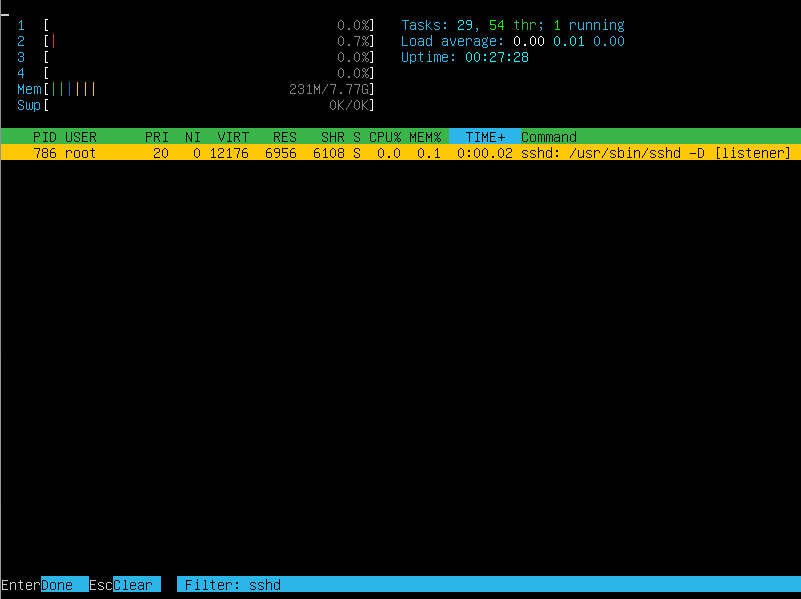 1 [ 0.0%] Tasks: 29, 54 thr; 1 running
2 [| 0.7%] Load average: 0.00 0.01 0.00
3 [ 0.0%] Uptime: 00:27:28
4 [ 0.0%]
Mem[|||||| 231M/7.77G]
Swp[ 0K/0K]
PID USER PRI NI VIRT RES SHR S CPU% MEM% TIME+ Command
786 root 20 0 12176 6956 6108 S 0.0 0.1 0:00.02 sshd: /usr/sbin/sshd -D [listener]
EnterDone EscClear Filter: sshd